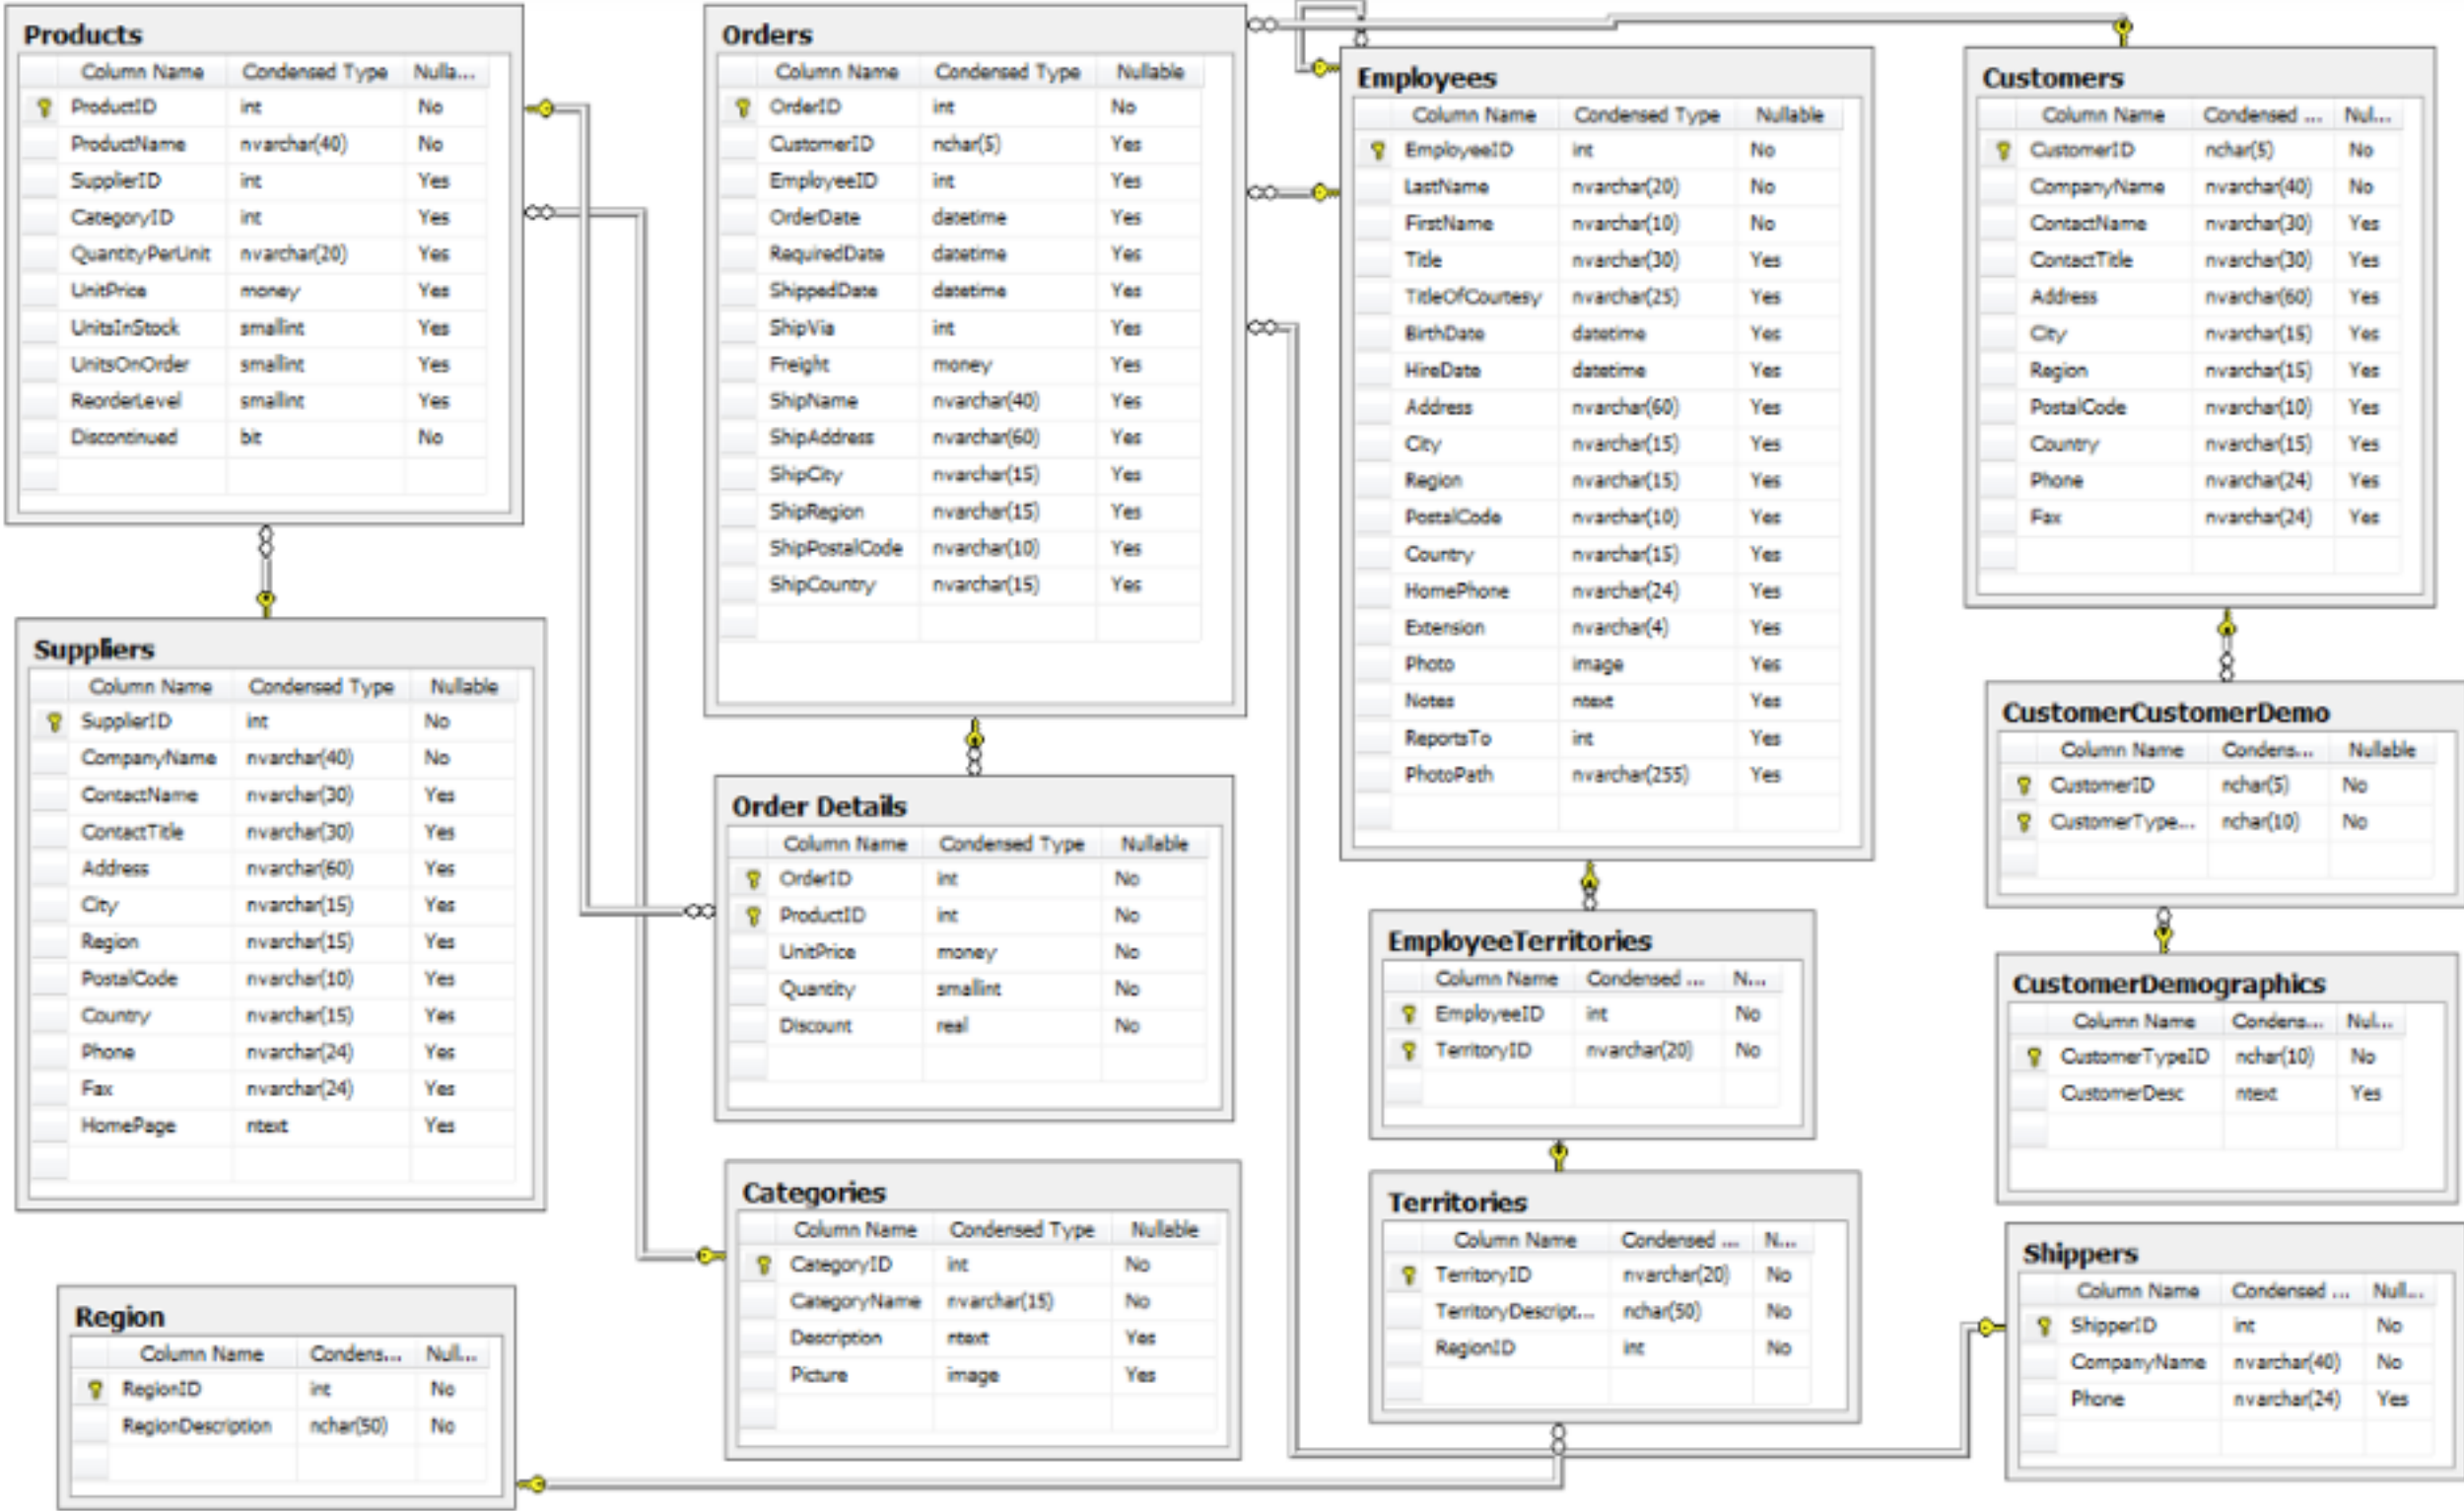 Products
Column Name Condensed Type Nulla...
ProductID int No
ProductName nvarchar(40) No
SupplierID int Yes
CategoryID int Yes
QuantityPerUnit nvarchar(20) Yes
UnitPrice money Yes
UnitsInStock smallint Yes
UnitsOnOrder smallint Yes
ReorderLevel smallint Yes
Discontinued bit No
Suppliers
Column Name Condensed Type Nullable
SupplierID int No
CompanyName nvarchar(40) No
ContactName nvarchar(30) Yes
ContactTitle nvarchar(30) Yes
Address nvarchar(60) Yes
City nvarchar(15) Yes
Region nvarchar(15) Yes
PostalCode nvarchar(10) Yes
Country nvarchar(15) Yes
Phone nvarchar(24) Yes
Fax nvarchar(24) Yes
HomePage ntext Yes
Region
Column Name Condens... Null...
RegionID int No
RegionDescription nchar(50) No
Orders
Column Name Condensed Type Nullable
OrderID int No
CustomerID nchar(5) Yes
EmployeeID int Yes
OrderDate datetime Yes
RequiredDate datetime Yes
ShippedDate datetime Yes
ShipVia int Yes
Freight money Yes
ShipName nvarchar(40) Yes
ShipAddress nvarchar(60) Yes
ShipCity nvarchar(15) Yes
ShipRegion nvarchar(15) Yes
ShipPostalCode nvarchar(10) Yes
ShipCountry nvarchar(15) Yes
Order Details
Column Name Condensed Type Nullable
OrderID int No
ProductID int No
UnitPrice money No
Quantity smallint No
Discount real No
Categories
Column Name Condensed Type Nullable
CategoryID int No
CategoryName nvarchar(15) No
Description ntext Yes
Picture image Yes
Employees
Column Name Condensed Type Nullable
EmployeeID int No
LastName nvarchar(20) No
FirstName nvarchar(10) No
Title nvarchar(30) Yes
TitleOfCourtesy nvarchar(25) Yes
BirthDate datetime Yes
HireDate datetime Yes
Address nvarchar(60) Yes
City nvarchar(15) Yes
Region nvarchar(15) Yes
PostalCode nvarchar(10) Yes
Country nvarchar(15) Yes
HomePhone nvarchar(24) Yes
Extension nvarchar(4) Yes
Photo image Yes
Notes ntext Yes
ReportsTo int Yes
PhotoPath nvarchar(255) Yes
EmployeeTerritories
Column Name Condensed ... N...
EmployeeID int No
TerritoryID nvarchar(20) No
Territories
Column Name Condensed ... N...
TerritoryID nvarchar(20) No
TerritoryDescript... nchar(50) No
RegionID int No
Customers
Column Name Condensed ... Nul...
CustomerID nchar(5) No
CompanyName nvarchar(40) No
ContactName nvarchar(30) Yes
ContactTitle nvarchar(30) Yes
Address nvarchar(60) Yes
City nvarchar(15) Yes
Region nvarchar(15) Yes
PostalCode nvarchar(10) Yes
Country nvarchar(15) Yes
Phone nvarchar(24) Yes
Fax nvarchar(24) Yes
CustomerCustomerDemo
Column Name Condens... Nullable
CustomerID nchar(5) No
CustomerType... nchar(10) No
CustomerDemographics
Column Name Condens... Nul...
CustomerTypeID nchar(10) No
CustomerDesc ntext Yes
Shippers
Column Name Condensed ... Null...
ShipperID int No
CompanyName nvarchar(40) No
Phone nvarchar(24) Yes